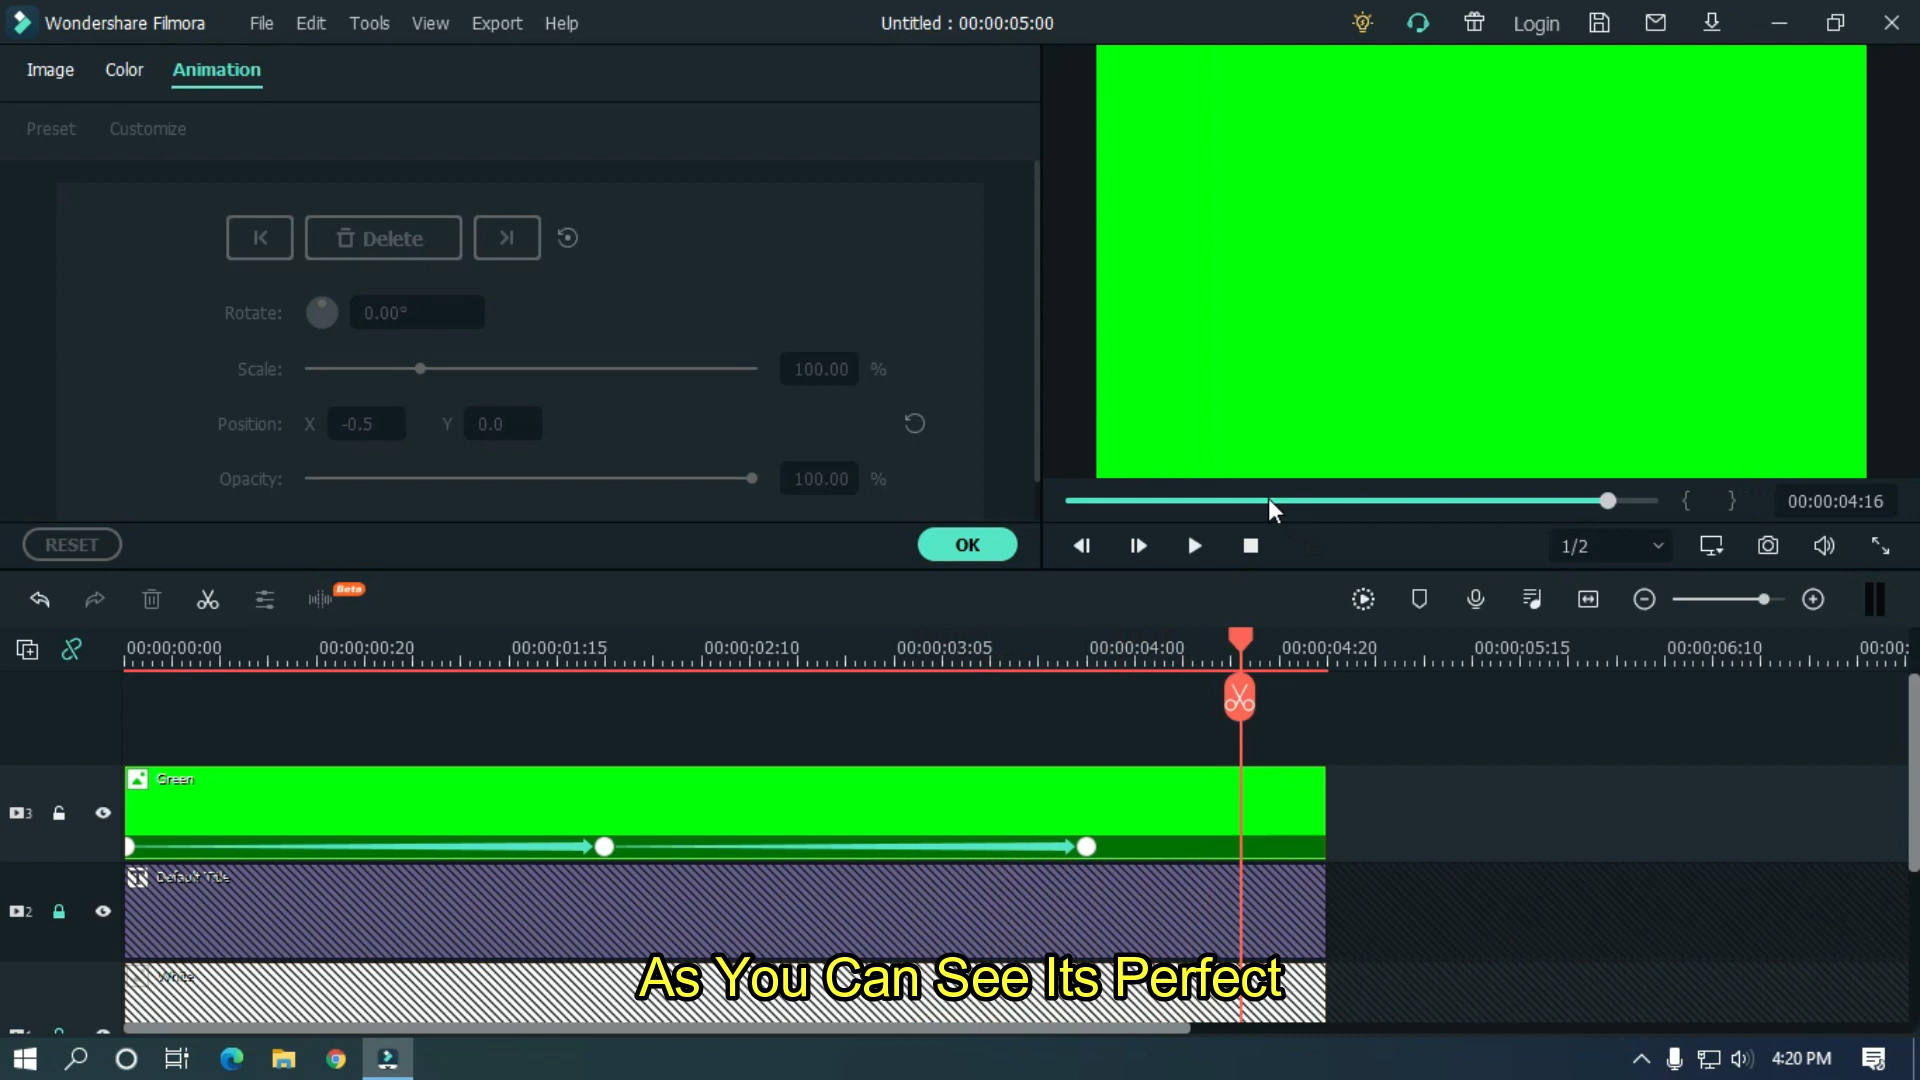 Wondershare Filmora File Edit Tools View Export Help Untitled : 00:00:05:00 Login
Image Color Animation
Preset Customize
Delete
Rotate: 0.00°
Scale: 100.00 %
Position: X -0.5 Y 0.0
Opacity: 100.00 %
{ } 00:00:04:16
RESET OK 1/2
Beta
00:00:00:00 00:00:00:20 00:00:01:15 00:00:02:10 00:00:03:05 00:00:04:00 00:00:04:20 00:00:05:15 00:00:06:10 00:00:
Green
3
Default Title
2
White
As You Can See Its Perfect
4:20 PM